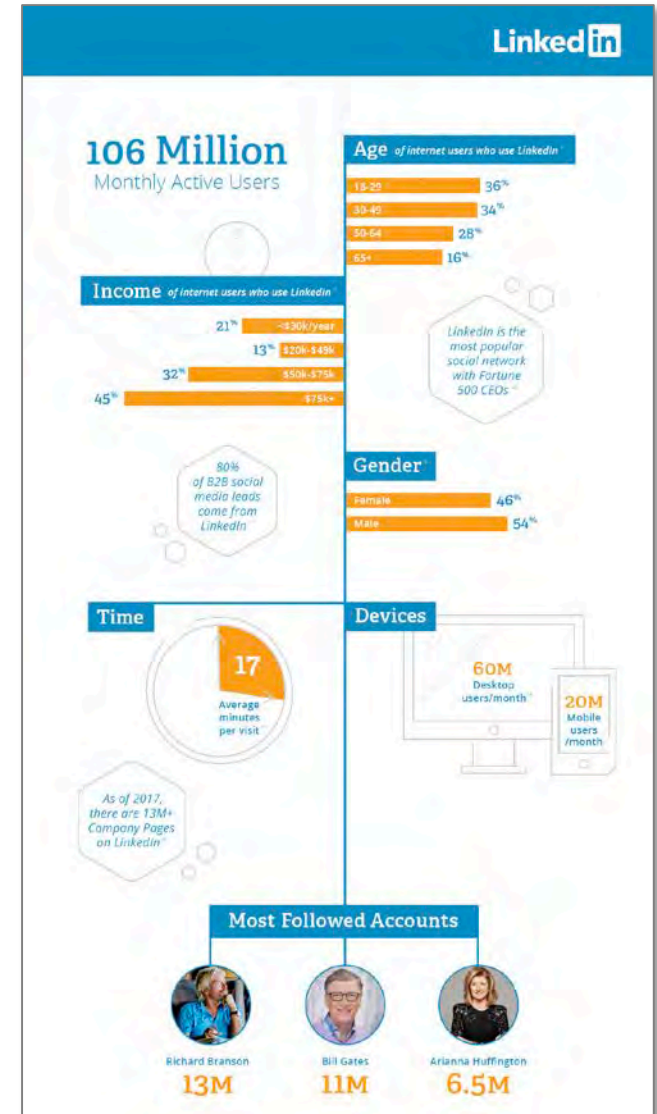 Linked in
106 Million
Monthly Active Users
Age of internet users who use LinkedIn
18-29 36%
30-49 34%
50-64 28%
65+ 16%
Income of internet users who use LinkedIn
21% <$30k/year
13% $20k-$49k
32% $50k-$75k
45% $75k+
LinkedIn is the
most popular
social network
with Fortune
500 CEOs
80%
of B2B social
media leads
come from
LinkedIn
Gender
Female 46%
Male 54%
Time
17
Average
minutes
per visit
Devices
60M
Desktop
users/month
20M
Mobile
users
/month
As of 2017,
there are 13M+
Company Pages
on LinkedIn
Most Followed Accounts
Richard Branson
13M
Bill Gates
11M
Arianna Huffington
6.5M